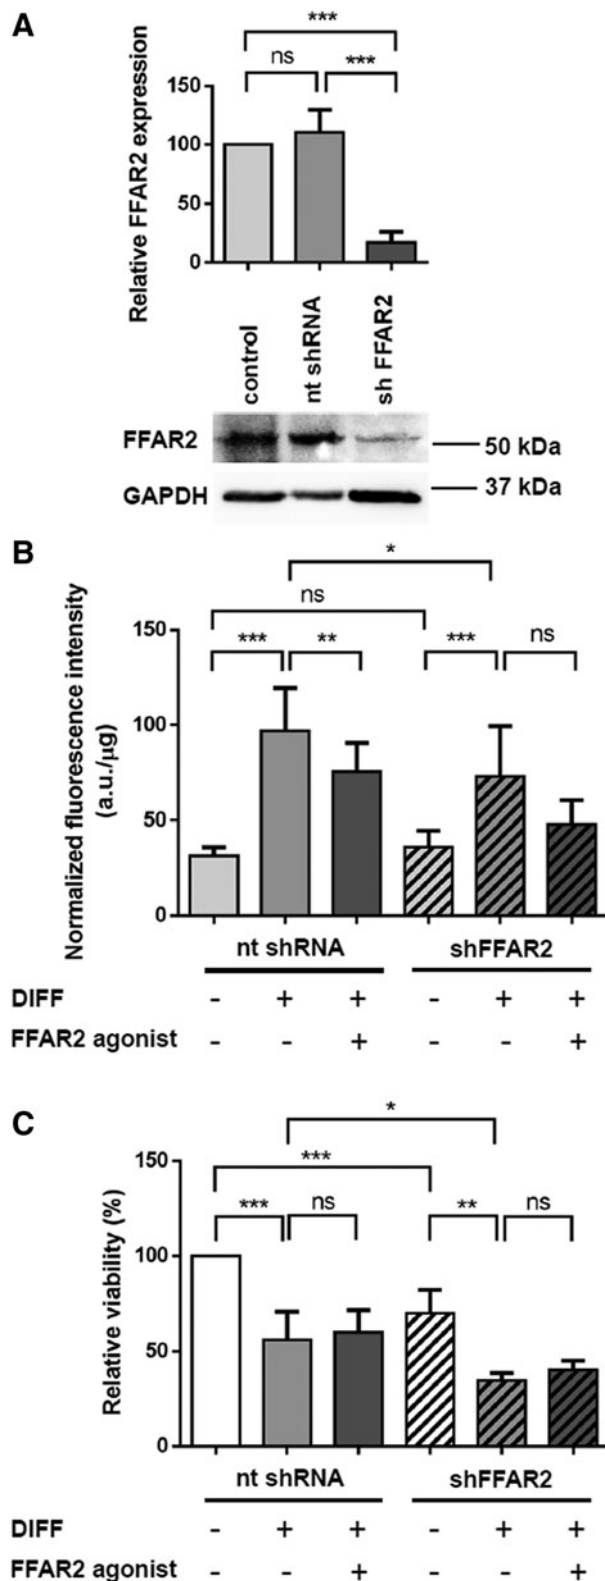 A
***
ns
***
Relative FFAR2 expression
150
100
50
0
control
nt shRNA
sh FFAR2
FFAR2
50 kDa
GAPDH
37 kDa
B
*
ns
***
**
***
ns
Normalized fluorescence intensity
(a.u./µg)
150
100
50
0
nt shRNA
shFFAR2
DIFF - + + - + +
FFAR2 agonist - - + - - +
C
*
***
***
ns
**
ns
Relative viability (%)
150
100
50
0
nt shRNA
shFFAR2
DIFF - + + - + +
FFAR2 agonist - - + - - +